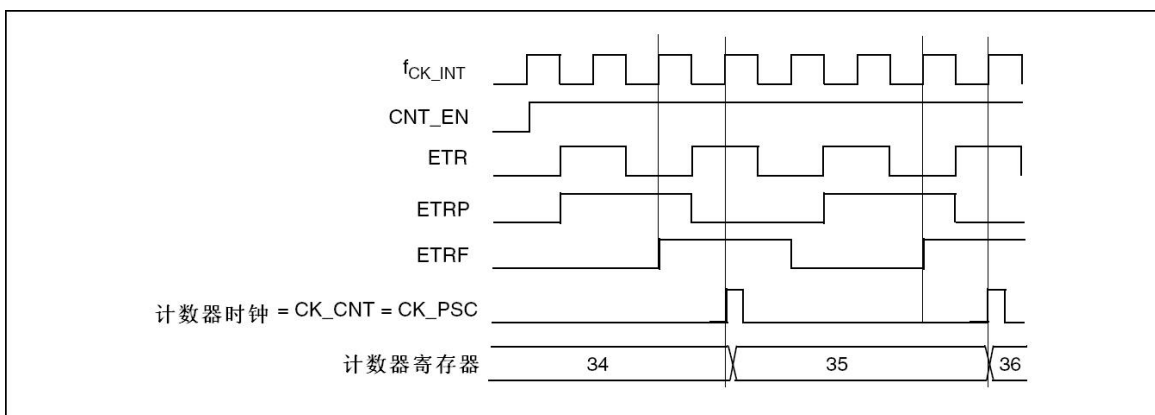 fCK_INT
CNT_EN
ETR
ETRP
ETRF
计数器时钟 = CK_CNT = CK_PSC
计数器寄存器 34 35 36